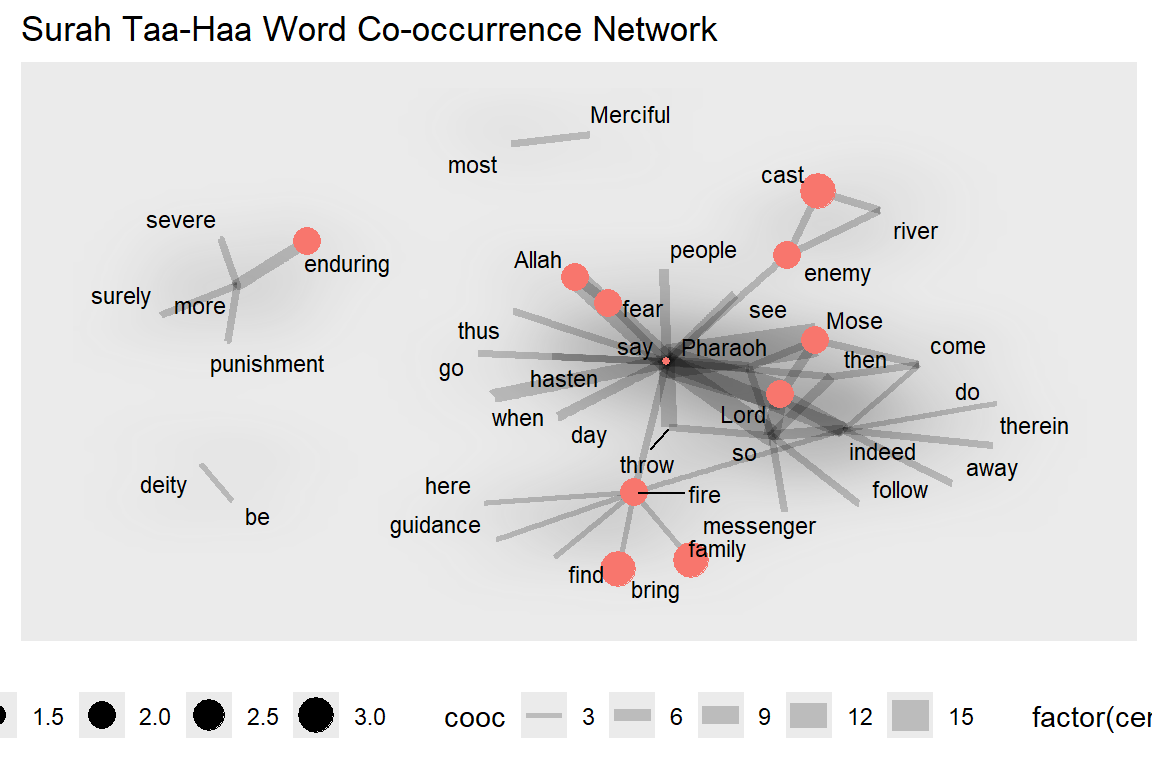 Surah Taa-Haa Word Co-occurrence Network
Merciful
most
cast
severe
river
people
Allah
enduring
enemy
surely
more
fear
see
thus
Mose
say
Pharaoh
come
punishment
go
then
hasten
do
when
Lord
therein
day
so
indeed
throw
away
deity
here
follow
fire
be
guidance
messenger
family
find
bring
1.5 2.0 2.5 3.0 cooc 3 6 9 12 15 factor(cer